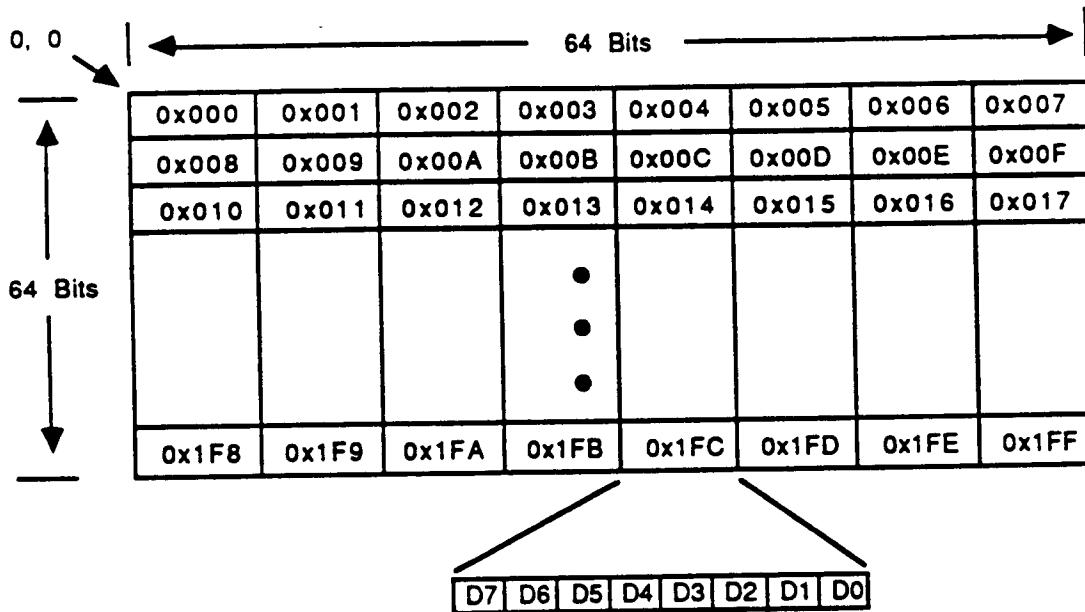 0, 0
64 Bits
0x000 0x001 0x002 0x003 0x004 0x005 0x006 0x007
0x008 0x009 0x00A 0x00B 0x00C 0x00D 0x00E 0x00F
0x010 0x011 0x012 0x013 0x014 0x015 0x016 0x017
64 Bits
0x1F8 0x1F9 0x1FA 0x1FB 0x1FC 0x1FD 0x1FE 0x1FF
D7 D6 D5 D4 D3 D2 D1 D0